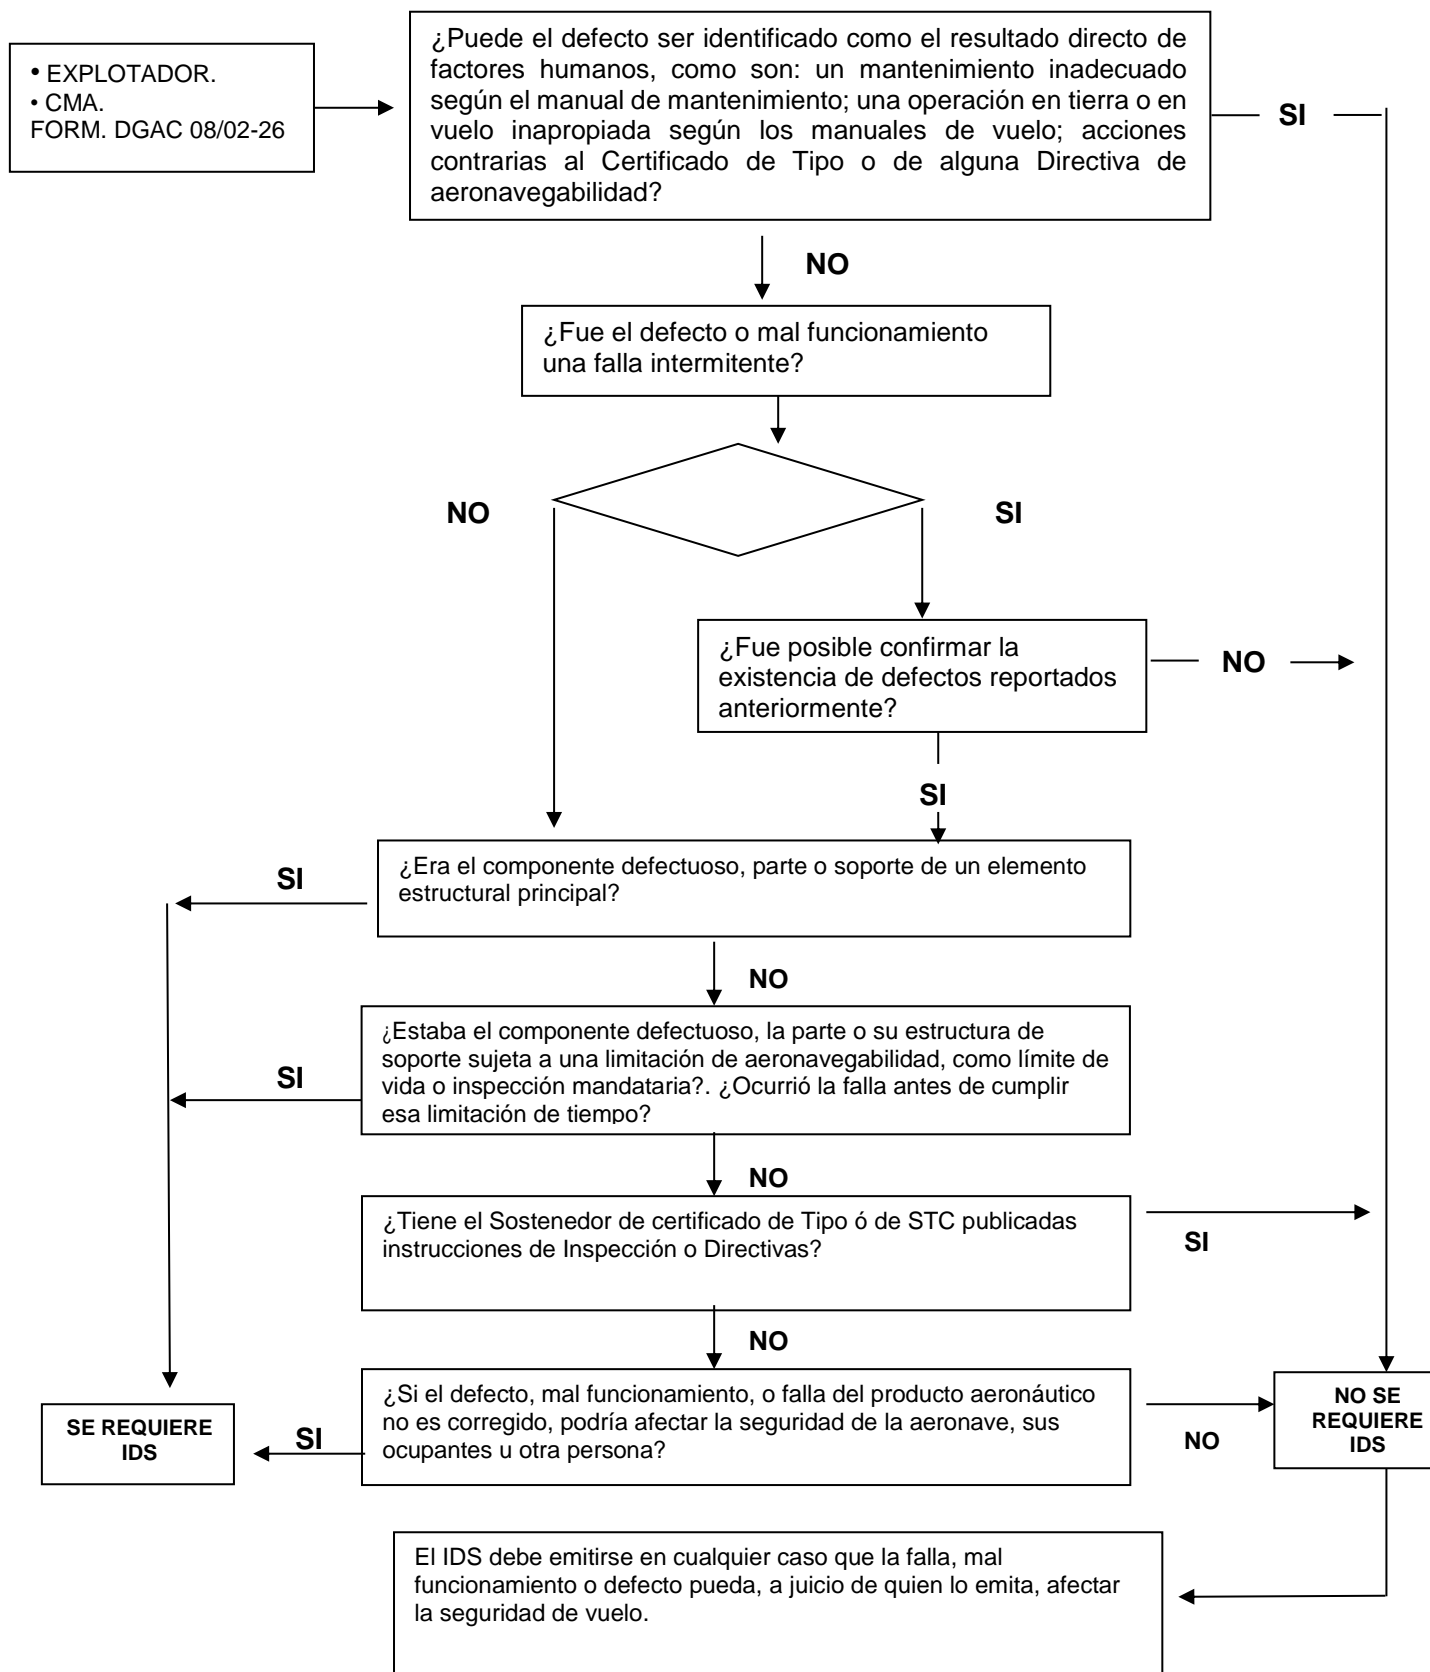 ¿Puede el defecto ser identificado como el resultado directo de
factores humanos, como son: un mantenimiento inadecuado
según el manual de mantenimiento; una operación en tierra o en
vuelo inapropiada según los manuales de vuelo; acciones
contrarias al Certificado de Tipo o de alguna Directiva de
aeronavegabilidad?
• EXPLOTADOR.
• CMA.
FORM. DGAC 08/02-26
SI
NO
¿Fue el defecto o mal funcionamiento
una falla intermitente?
NO
SI
¿Fue posible confirmar la
existencia de defectos reportados
anteriormente?
NO
SI
¿Era el componente defectuoso, parte o soporte de un elemento
estructural principal?
SI
NO
¿Estaba el componente defectuoso, la parte o su estructura de
soporte sujeta a una limitación de aeronavegabilidad, como límite de
vida o inspección mandataria?. ¿Ocurrió la falla antes de cumplir
esa limitación de tiempo?
SI
NO
¿Tiene el Sostenedor de certificado de Tipo ó de STC publicadas
instrucciones de Inspección o Directivas?
SI
NO
¿Si el defecto, mal funcionamiento, o falla del producto aeronáutico
no es corregido, podría afectar la seguridad de la aeronave, sus
ocupantes u otra persona?
SI
NO
SE REQUIERE
IDS
NO SE
REQUIERE
IDS
El IDS debe emitirse en cualquier caso que la falla, mal
funcionamiento o defecto pueda, a juicio de quien lo emita, afectar
la seguridad de vuelo.